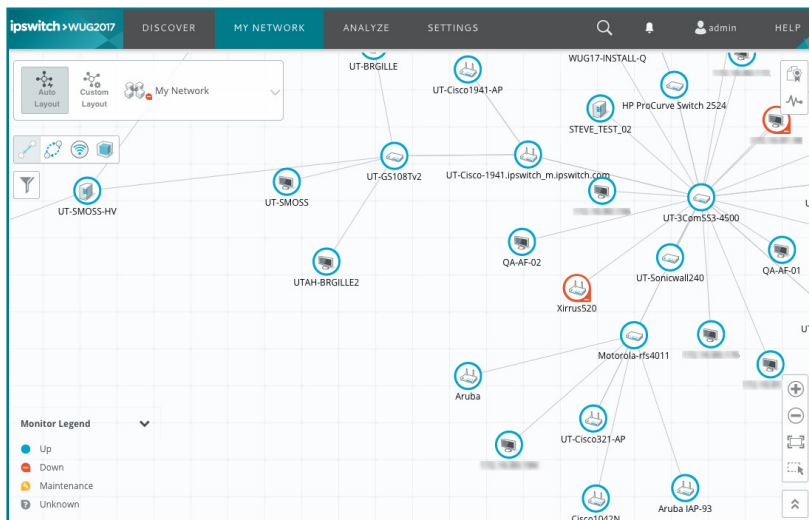 ipswitch>WUG2017 DISCOVER MY NETWORK ANALYZE SETTINGS admin HELP
UT-BRGILLE
WUG17-INSTALL-Q
Auto Layout
Custom Layout
My Network
UT-Cisco1941-AP
HP ProCurve Switch 2524
STEVE_TEST_02
UT-GS108Tv2
UT-Cisco-1941.ipswitch_m.ipswitch.com
UT-SMOSS-HV
UT-SMOSS
UT-3ComSS3-4500
QA-AF-02
QA-AF-01
UTAH-BRGILLE2
UT-Sonicwall240
Xirrus520
Motorola-rfs4011
Aruba
Monitor Legend
Up
Down
Maintenance
Unknown
UT-Cisco321-AP
Aruba IAP-93
Cisco1042N